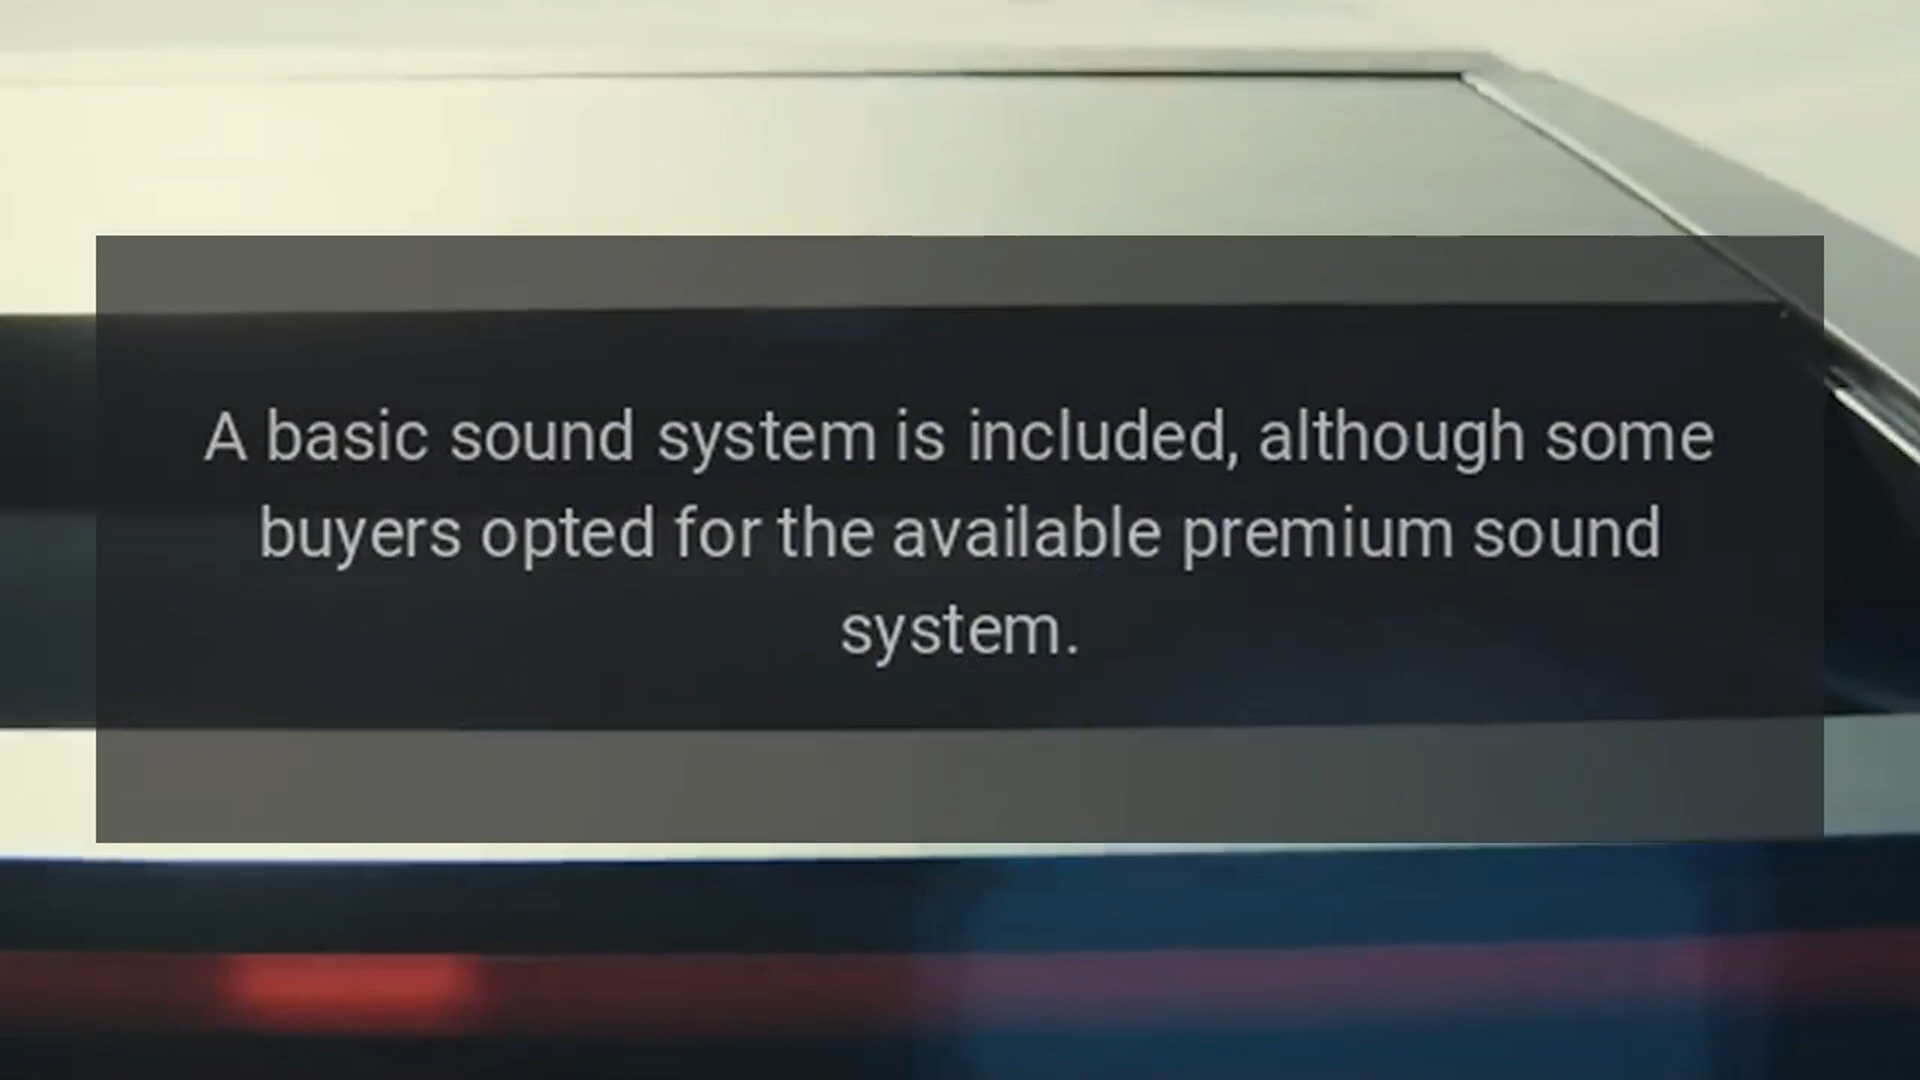 A basic sound system is included, although some
buyers opted for the available premium sound
system.